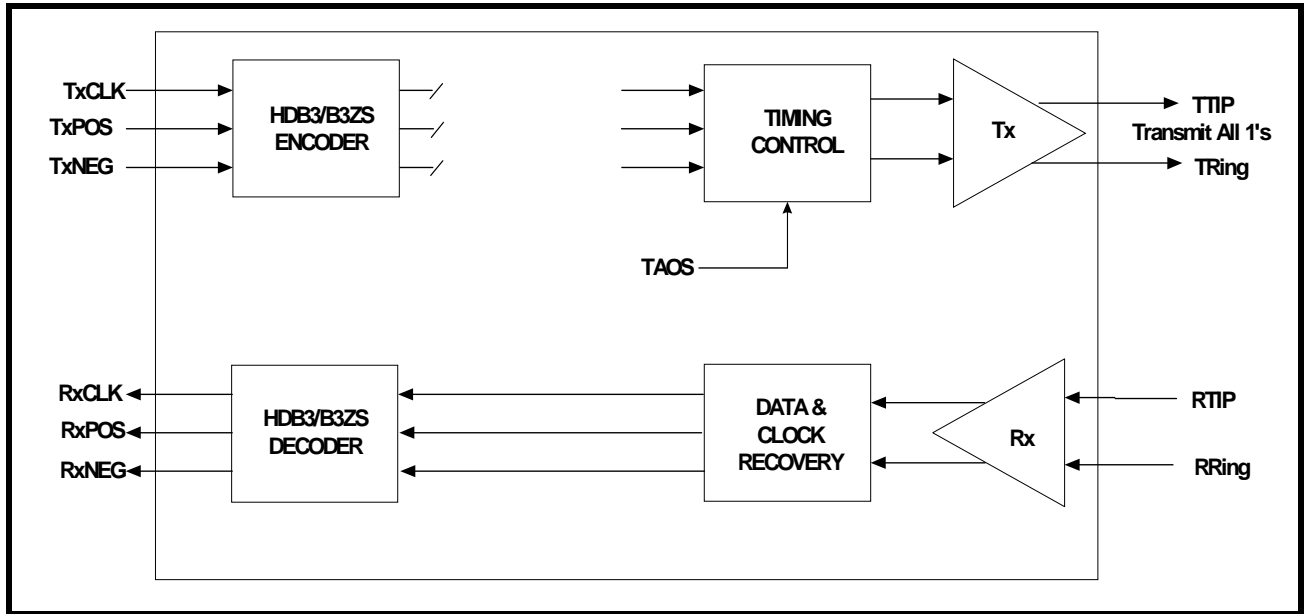 TxCLK
TxPOS
TxNEG
HDB3/B3ZS
ENCODER
TIMING
CONTROL
Tx
TTIP
Transmit All 1's
TRing
TAOS
RxCLK
RxPOS
RxNEG
HDB3/B3ZS
DECODER
DATA &
CLOCK
RECOVERY
Rx
RTIP
RRing